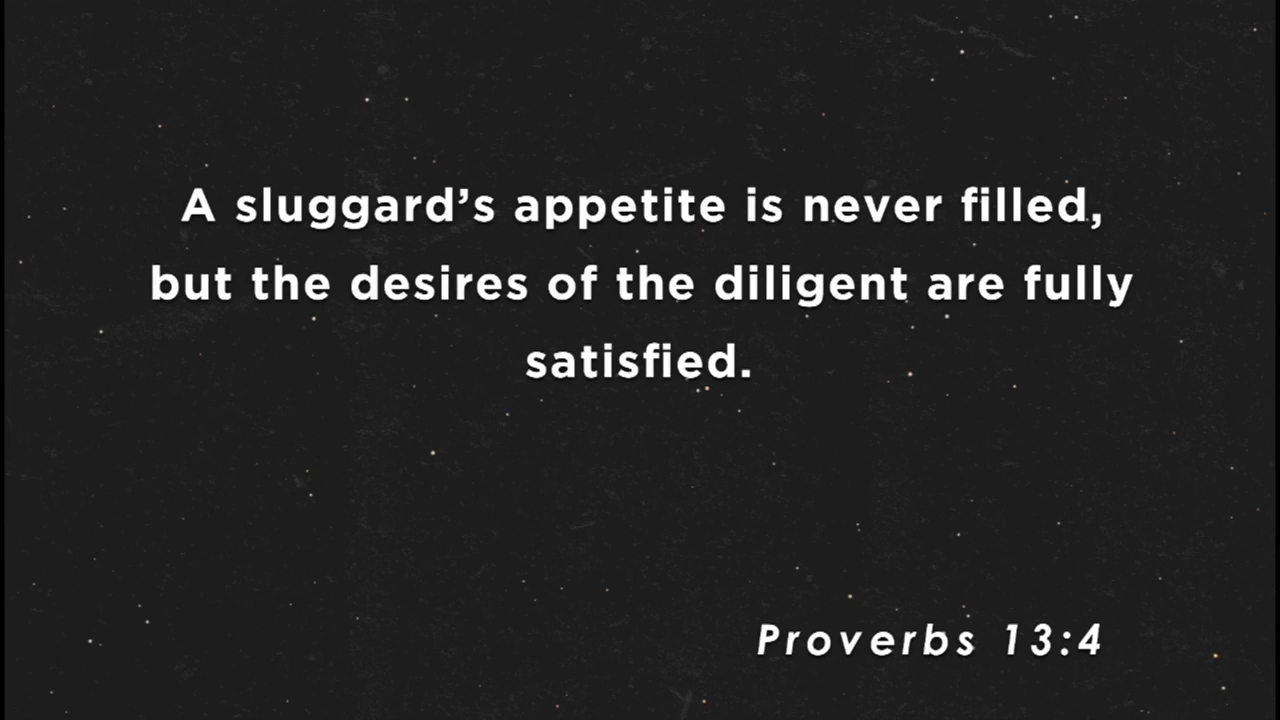 A sluggard’s appetite is never filled,
but the desires of the diligent are fully
satisfied.
Proverbs 13:4